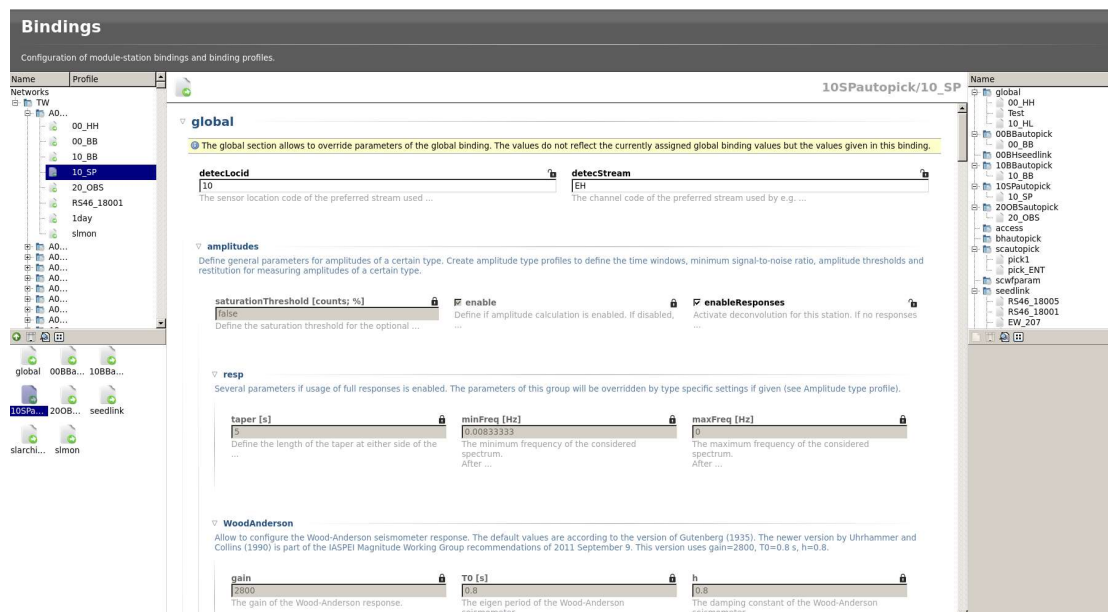 Bindings
Configuration of module-station bindings and binding profiles.
Name Profile
Networks
TW
A0...
00_HH
00_BB
10_BB
10_SP
20_OBS
RS46_18001
1day
slmon
A0...
A0...
A0...
A0...
A0...
A0...
A0...
A0...
global 00BBa... 10BBa...
10SPa... 20OB... seedlink
slarchi... slmon
10SPautopick/10_SP
global
The global section allows to override parameters of the global binding. The values do not reflect the currently assigned global binding values but the values given in this binding.
detecLocid detecStream
10 EH
The sensor location code of the preferred stream used ... The channel code of the preferred stream used by e.g. ...
amplitudes
Define general parameters for amplitudes of a certain type. Create amplitude type profiles to define the time windows, minimum signal-to-noise ratio, amplitude thresholds and
restitution for measuring amplitudes of a certain type.
saturationThreshold [counts; %] enable enableResponses
false Define if amplitude calculation is enabled. If disabled, Activate deconvolution for this station. If no responses
Define the saturation threshold for the optional ... ... ...
resp
Several parameters if usage of full responses is enabled. The parameters of this group will be overridden by type specific settings if given (see Amplitude type profile).
taper [s] minFreq [Hz] maxFreq [Hz]
5 0.00833333 0
Define the length of the taper at either side of the The minimum frequency of the considered The maximum frequency of the considered
... spectrum. spectrum.
After ... After ...
WoodAnderson
Allow to configure the Wood-Anderson seismometer response. The default values are according to the version of Gutenberg (1935). The newer version by Uhrhammer and
Collins (1990) is part of the IASPEI Magnitude Working Group recommendations of 2011 September 9. This version uses gain=2800, T0=0.8 s, h=0.8.
gain T0 [s] h
2800 0.8 0.8
The gain of the Wood-Anderson response. The eigen period of the Wood-Anderson The damping constant of the Wood-Anderson
seismometer seismometer
Name
global
00_HH
Test
10_HL
00BBautopick
00_BB
00BHseedlink
10BBautopick
10_BB
10SPautopick
10_SP
20OBSautopick
20_OBS
access
bhautopick
scautopick
pick1
pick_ENT
scwfparam
seedlink
RS46_18005
RS46_18001
EW_207